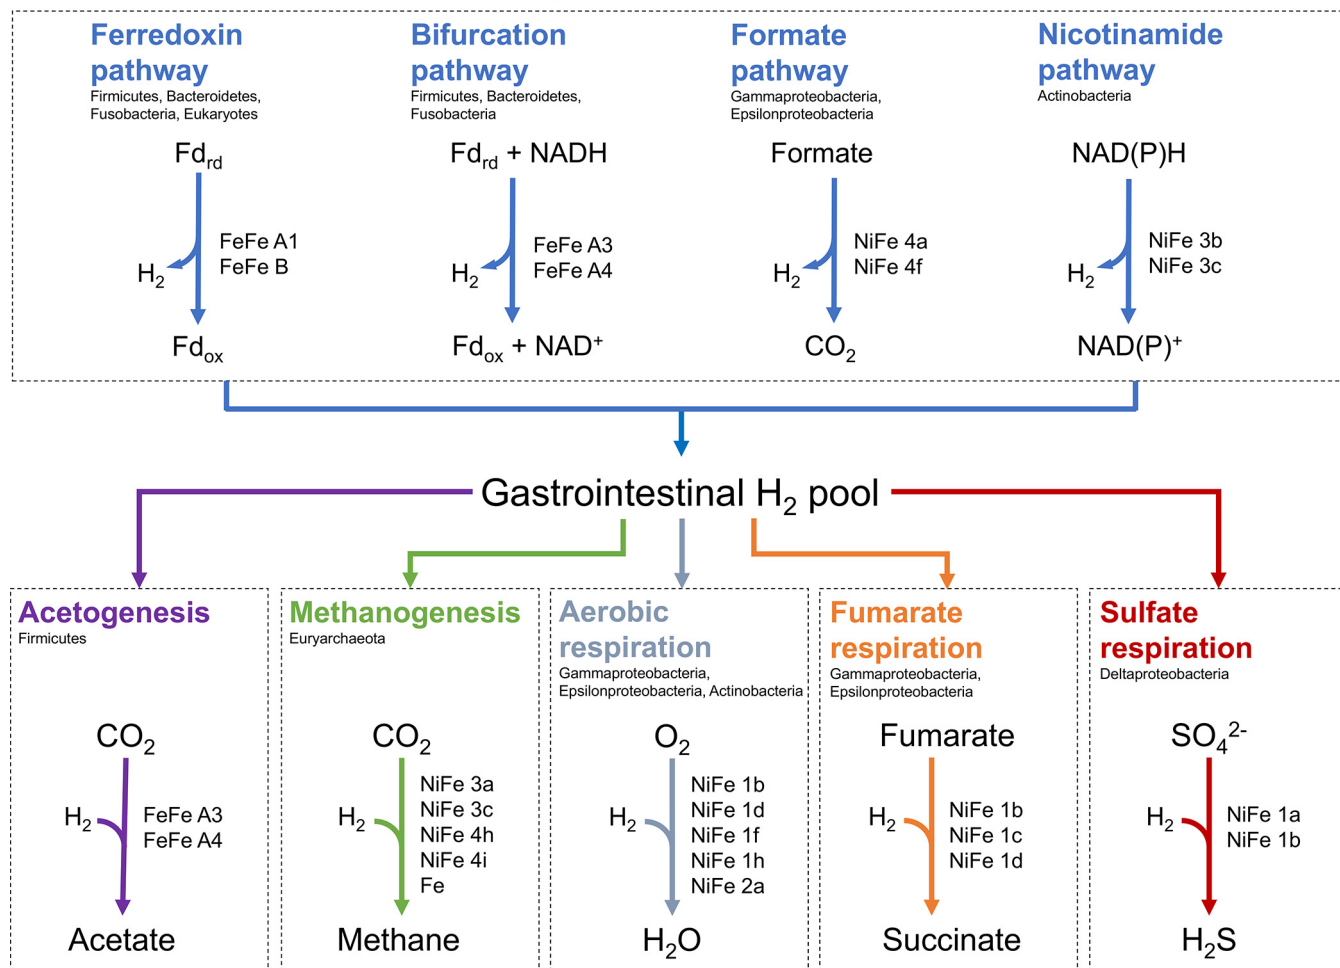 Ferredoxin
pathway
Firmicutes, Bacteroidetes,
Fusobacteria, Eukaryotes
Fdrd
H2
FeFe A1
FeFe B
Fdox
Bifurcation
pathway
Firmicutes, Bacteroidetes,
Fusobacteria
Fdrd + NADH
H2
FeFe A3
FeFe A4
Fdox + NAD+
Formate
pathway
Gammaproteobacteria,
Epsilonproteobacteria
Formate
H2
NiFe 4a
NiFe 4f
CO2
Nicotinamide
pathway
Actinobacteria
NAD(P)H
H2
NiFe 3b
NiFe 3c
NAD(P)+
Gastrointestinal H2 pool
Acetogenesis
Firmicutes
CO2
H2
FeFe A3
FeFe A4
Acetate
Methanogenesis
Euryarchaeota
CO2
H2
NiFe 3a
NiFe 3c
NiFe 4h
NiFe 4i
Fe
Methane
Aerobic
respiration
Gammaproteobacteria,
Epsilonproteobacteria, Actinobacteria
O2
H2
NiFe 1b
NiFe 1d
NiFe 1f
NiFe 1h
NiFe 2a
H2O
Fumarate
respiration
Gammaproteobacteria,
Epsilonproteobacteria
Fumarate
H2
NiFe 1b
NiFe 1c
NiFe 1d
Succinate
Sulfate
respiration
Deltaproteobacteria
SO42-
H2
NiFe 1a
NiFe 1b
H2S